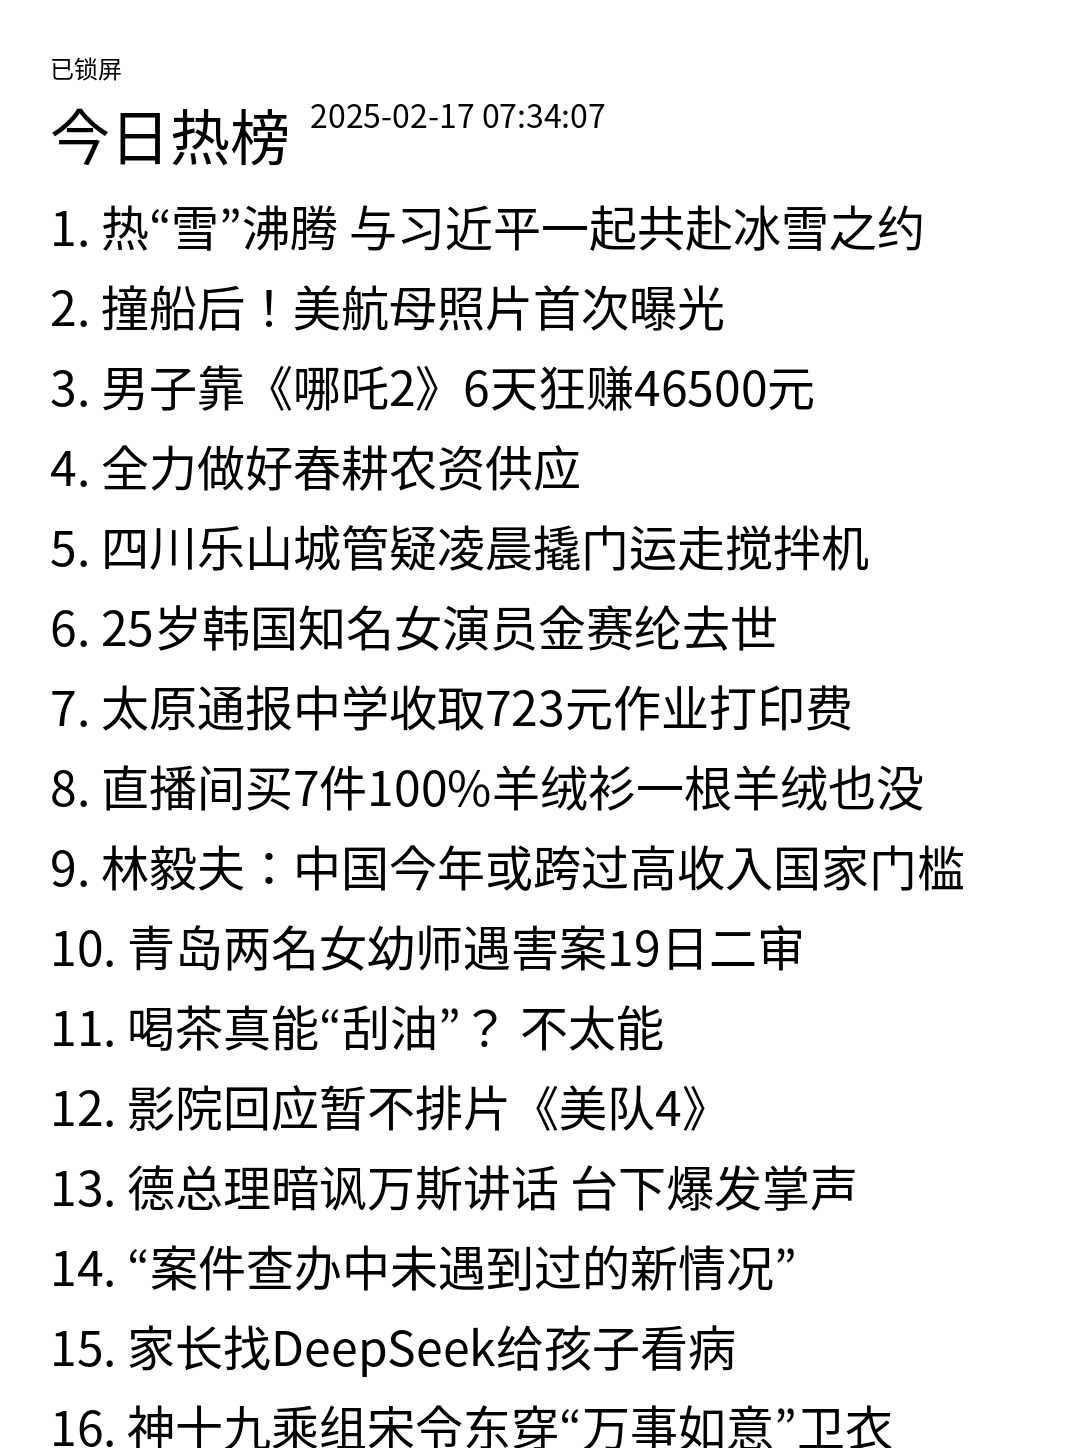 已锁屏
今日热榜 2025-02-17 07:34:07
1. 热“雪”沸腾 与习近平一起共赴冰雪之约
2. 撞船后！美航母照片首次曝光
3. 男子靠《哪吒2》6天狂赚46500元
4. 全力做好春耕农资供应
5. 四川乐山城管疑凌晨撬门运走搅拌机
6. 25岁韩国知名女演员金赛纶去世
7. 太原通报中学收取723元作业打印费
8. 直播间买7件100%羊绒衫一根羊绒也没
9. 林毅夫：中国今年或跨过高收入国家门槛
10. 青岛两名女幼师遇害案19日二审
11. 喝茶真能“刮油”？ 不太能
12. 影院回应暂不排片《美队4》
13. 德总理暗讽万斯讲话 台下爆发掌声
14. “案件查办中未遇到过的新情况”
15. 家长找DeepSeek给孩子看病
16. 神十九乘组宋令东穿“万事如意”卫衣